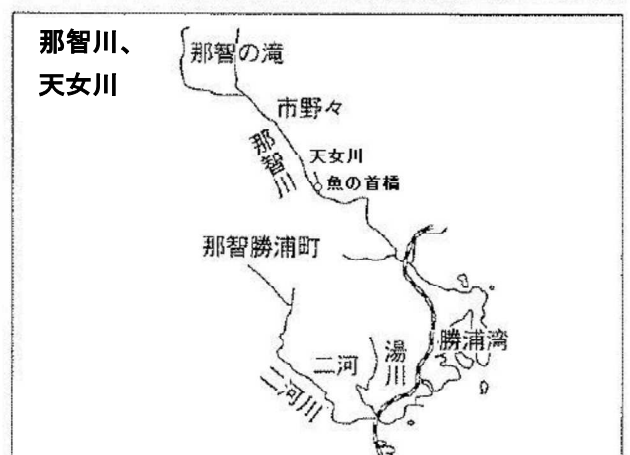 那智川、
天女川
那智の滝
市野々
那智川
天女川
魚の首橋
那智勝浦町
勝浦湾
二河
湯川
二河川